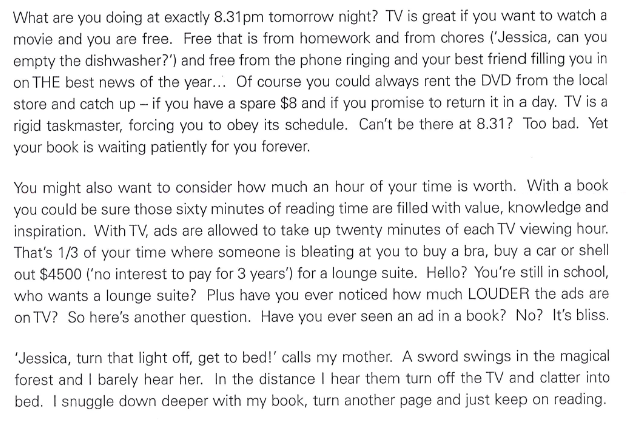 What are you doing at exactly 8.31pm tomorrow night?  TV is great if you want to watch a
movie and you are free.  Free that is from homework and from chores ('Jessica, can you
empty the dishwasher?') and free from the phone ringing and your best friend filling you in
on THE best news of the year...  Of course you could always rent the DVD from the local
store and catch up – if you have a spare $8 and if you promise to return it in a day.  TV is a
rigid taskmaster, forcing you to obey its schedule.  Can't be there at 8.31?  Too bad.  Yet
your book is waiting patiently for you forever.

You might also want to consider how much an hour of your time is worth.  With a book
you could be sure those sixty minutes of reading time are filled with value, knowledge and
inspiration.  With TV, ads are allowed to take up twenty minutes of each TV viewing hour.
That's 1/3 of your time where someone is bleating at you to buy a bra, buy a car or shell
out $4500 ('no interest to pay for 3 years') for a lounge suite.  Hello?  You're still in school,
who wants a lounge suite?  Plus have you ever noticed how much LOUDER the ads are
on TV?  So here's another question.  Have you ever seen an ad in a book?  No?  It's bliss.

'Jessica, turn that light off, get to bed!' calls my mother.  A sword swings in the magical
forest and I barely hear her.  In the distance I hear them turn off the TV and clatter into
bed.  I snuggle down deeper with my book, turn another page and just keep on reading.